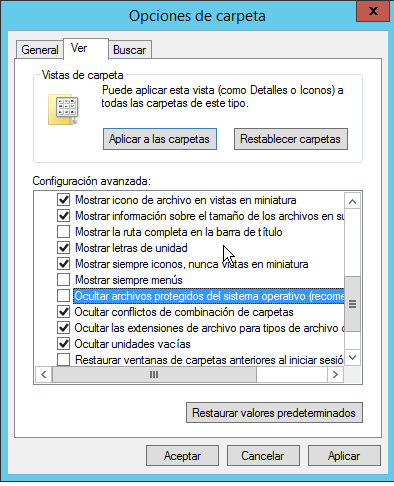 Opciones de carpeta
x
General
Ver
Buscar
Vistas de carpeta
Puede aplicar esta vista (como Detalles o Iconos) a
todas las carpetas de este tipo.
Aplicar a las carpetas
Restablecer carpetas
Configuración avanzada:
Mostrar icono de archivo en vistas en miniatura
Mostrar información sobre el tamaño de los archivos en su
Mostrar la ruta completa en la barra de título
Mostrar letras de unidad
Mostrar siempre iconos, nunca vistas en miniatura
Mostrar siempre menús
Ocultar archivos protegidos del sistema operativo (recome
Ocultar conflictos de combinación de carpetas
Ocultar las extensiones de archivo para tipos de archivo c
Ocultar unidades vacías
Restaurar ventanas de carpetas anteriores al iniciar sesió
Restaurar valores predeterminados
Aceptar
Cancelar
Aplicar